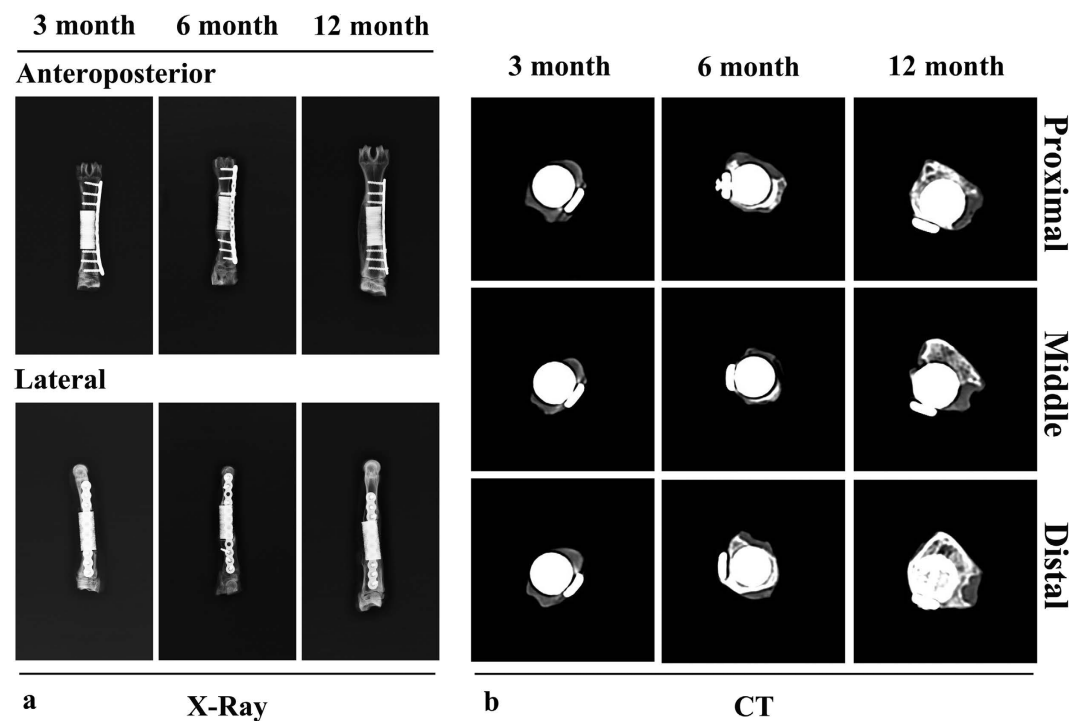 3 month 6 month 12 month
Anteroposterior
Lateral
a
X-Ray
3 month 6 month 12 month
Proximal
Middle
Distal
b
CT